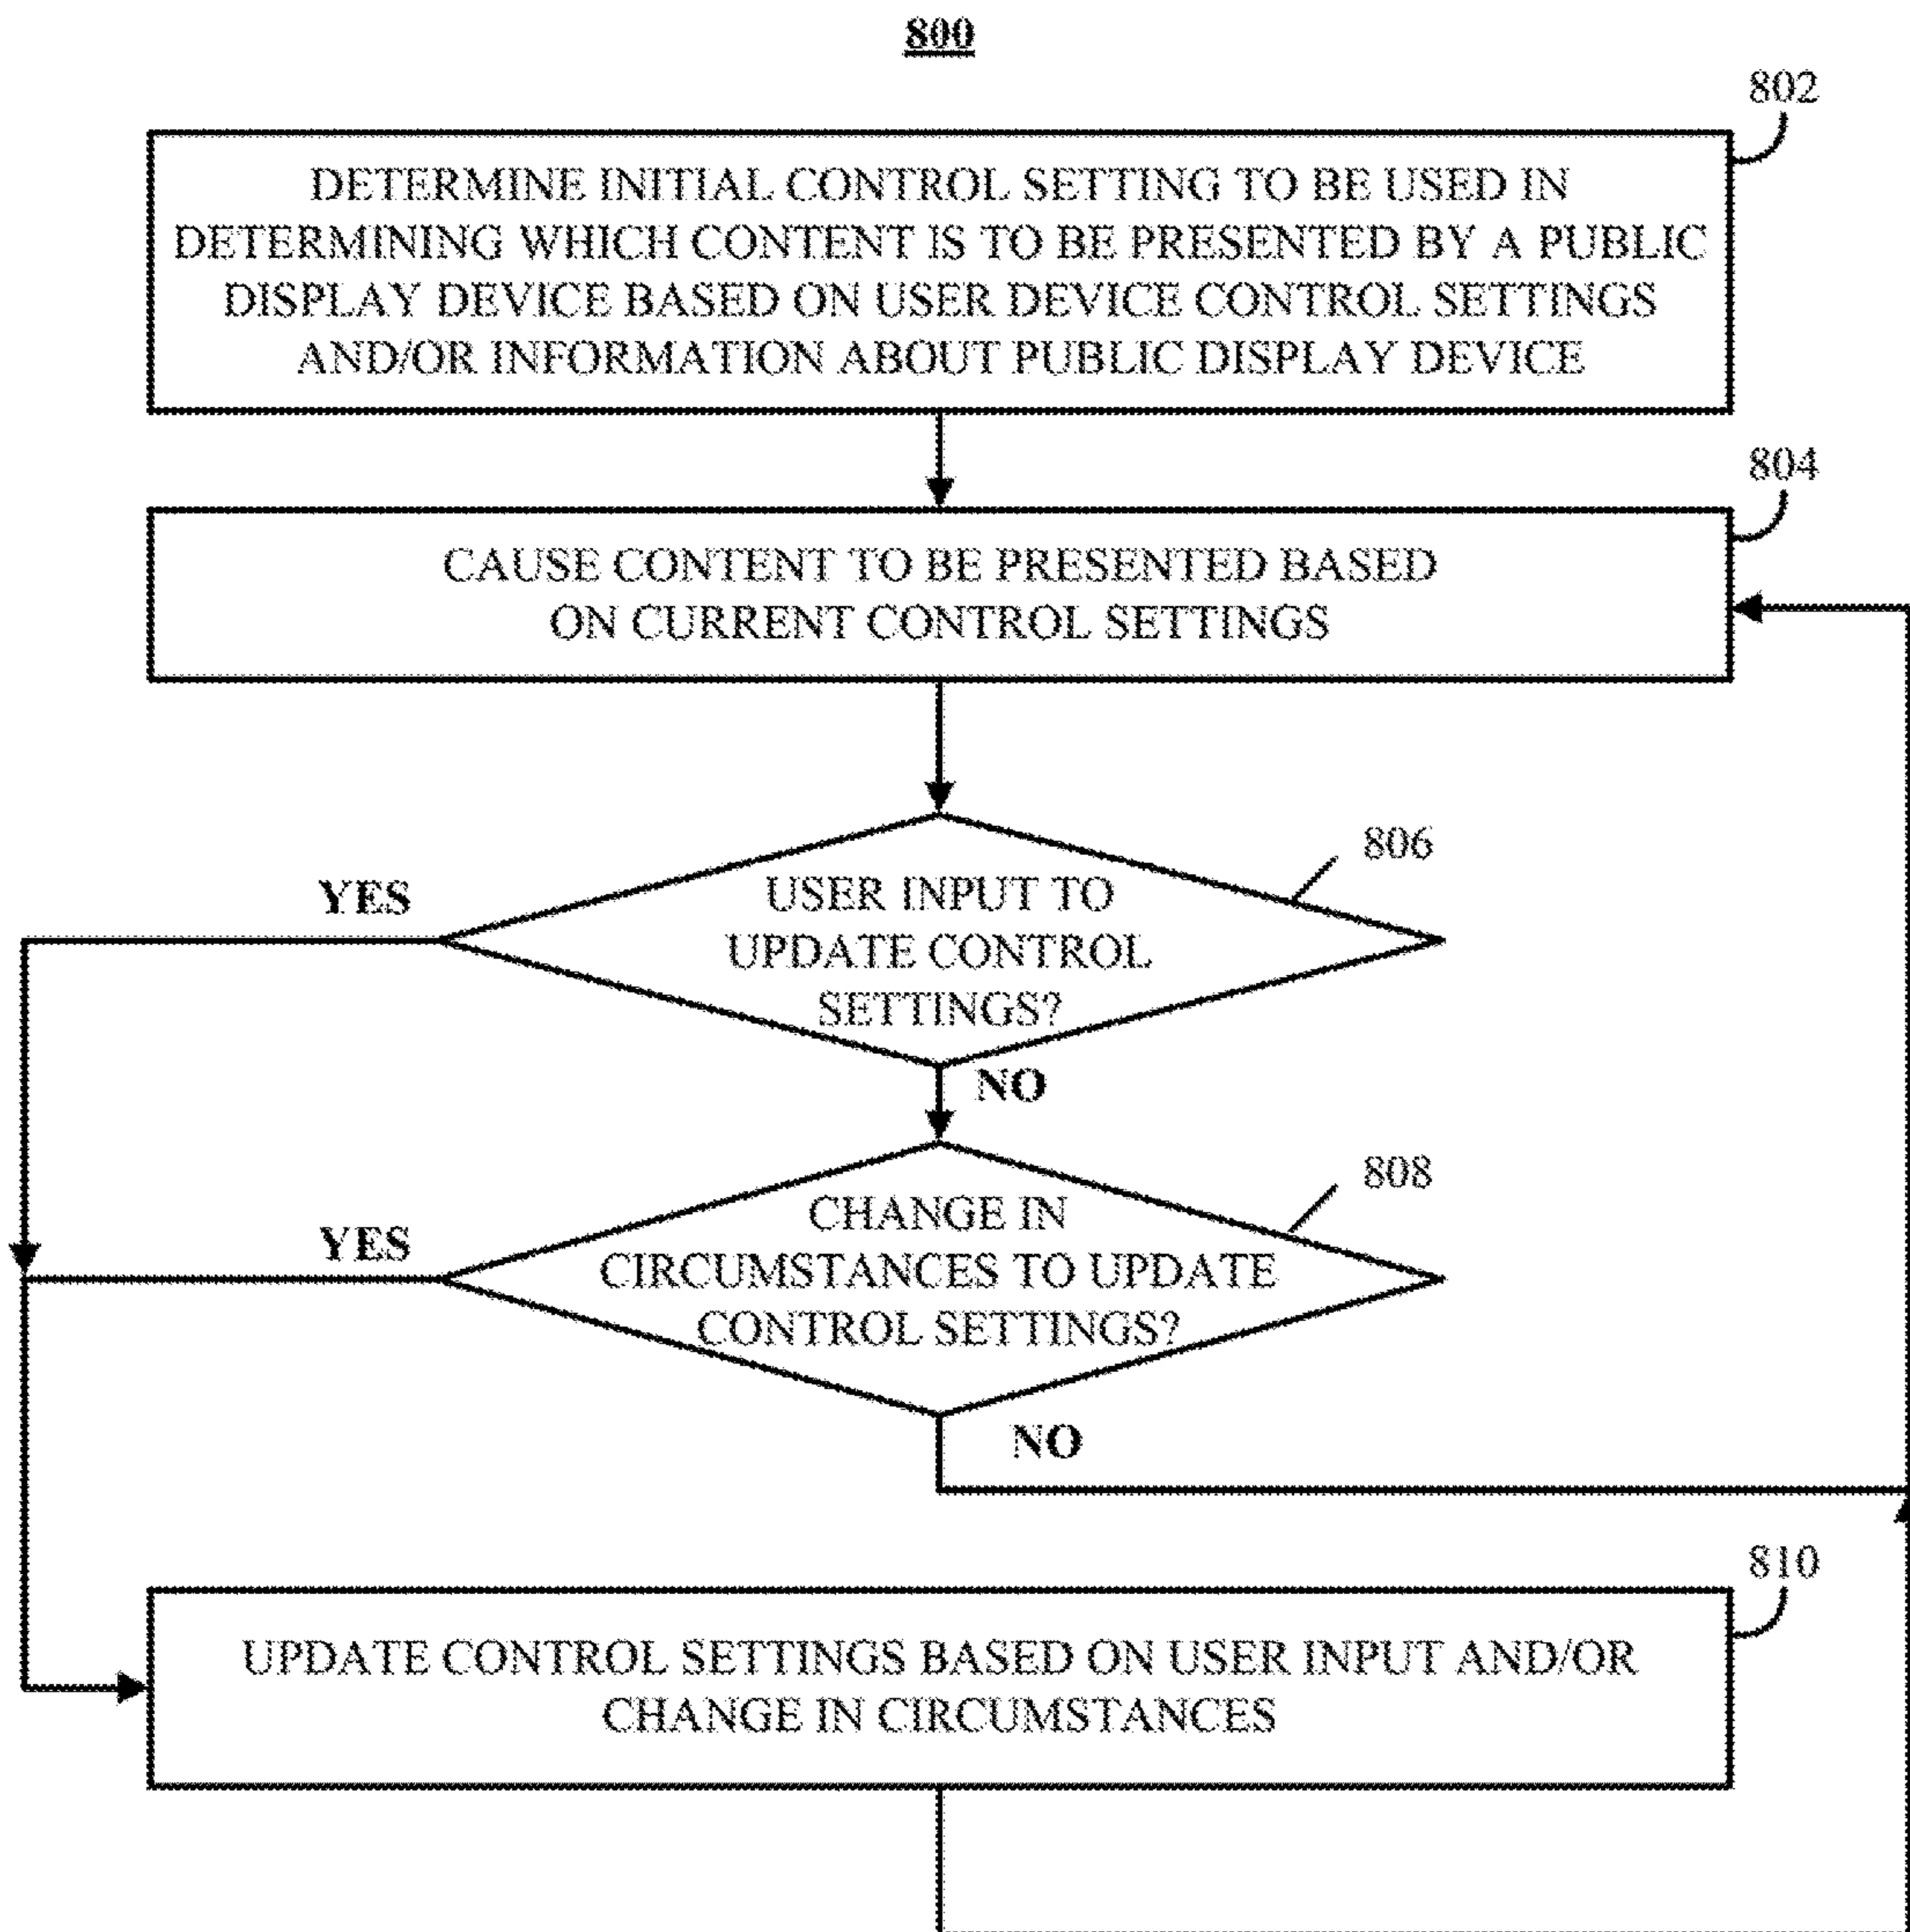 800
802
DETERMINE INITIAL CONTROL SETTING TO BE USED IN
DETERMINING WHICH CONTENT IS TO BE PRESENTED BY A PUBLIC
DISPLAY DEVICE BASED ON USER DEVICE CONTROL SETTINGS
AND/OR INFORMATION ABOUT PUBLIC DISPLAY DEVICE
804
CAUSE CONTENT TO BE PRESENTED BASED
ON CURRENT CONTROL SETTINGS
806
YES
USER INPUT TO
UPDATE CONTROL
SETTINGS?
NO
808
YES
CHANGE IN
CIRCUMSTANCES TO UPDATE
CONTROL SETTINGS?
NO
810
UPDATE CONTROL SETTINGS BASED ON USER INPUT AND/OR
CHANGE IN CIRCUMSTANCES